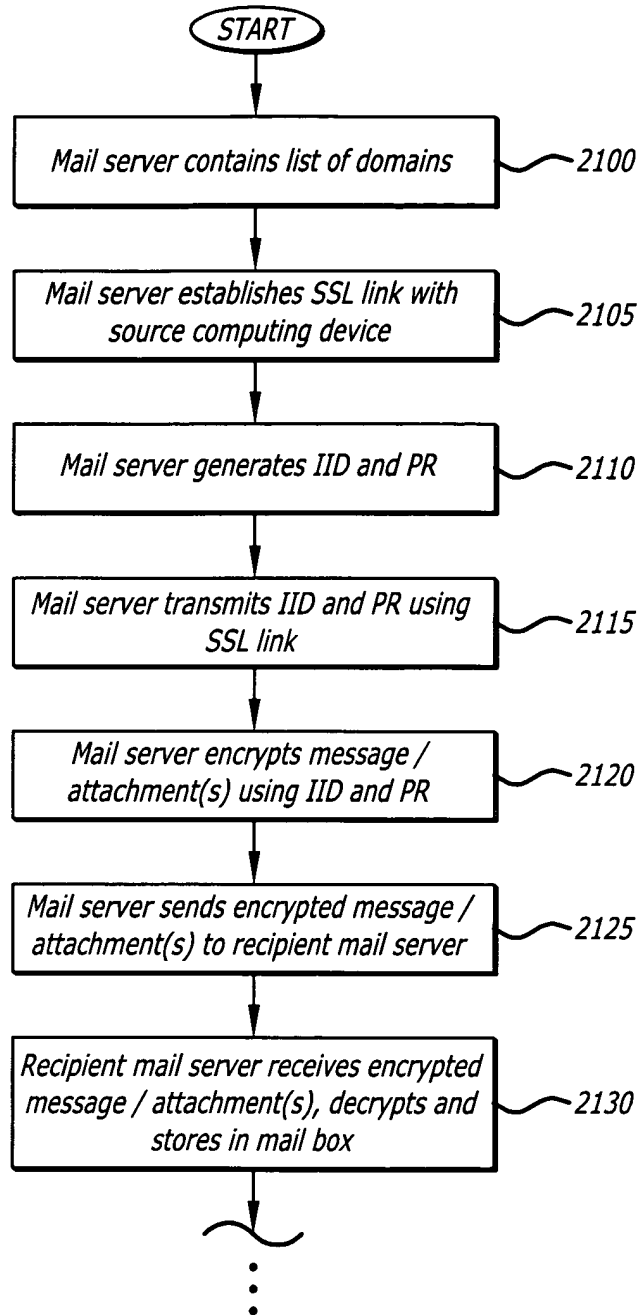 START
Mail server contains list of domains
2100
Mail server establishes SSL link with
source computing device
2105
Mail server generates IID and PR
2110
Mail server transmits IID and PR using
SSL link
2115
Mail server encrypts message /
attachment(s) using IID and PR
2120
Mail server sends encrypted message /
attachment(s) to recipient mail server
2125
Recipient mail server receives encrypted
message / attachment(s), decrypts and
stores in mail box
2130